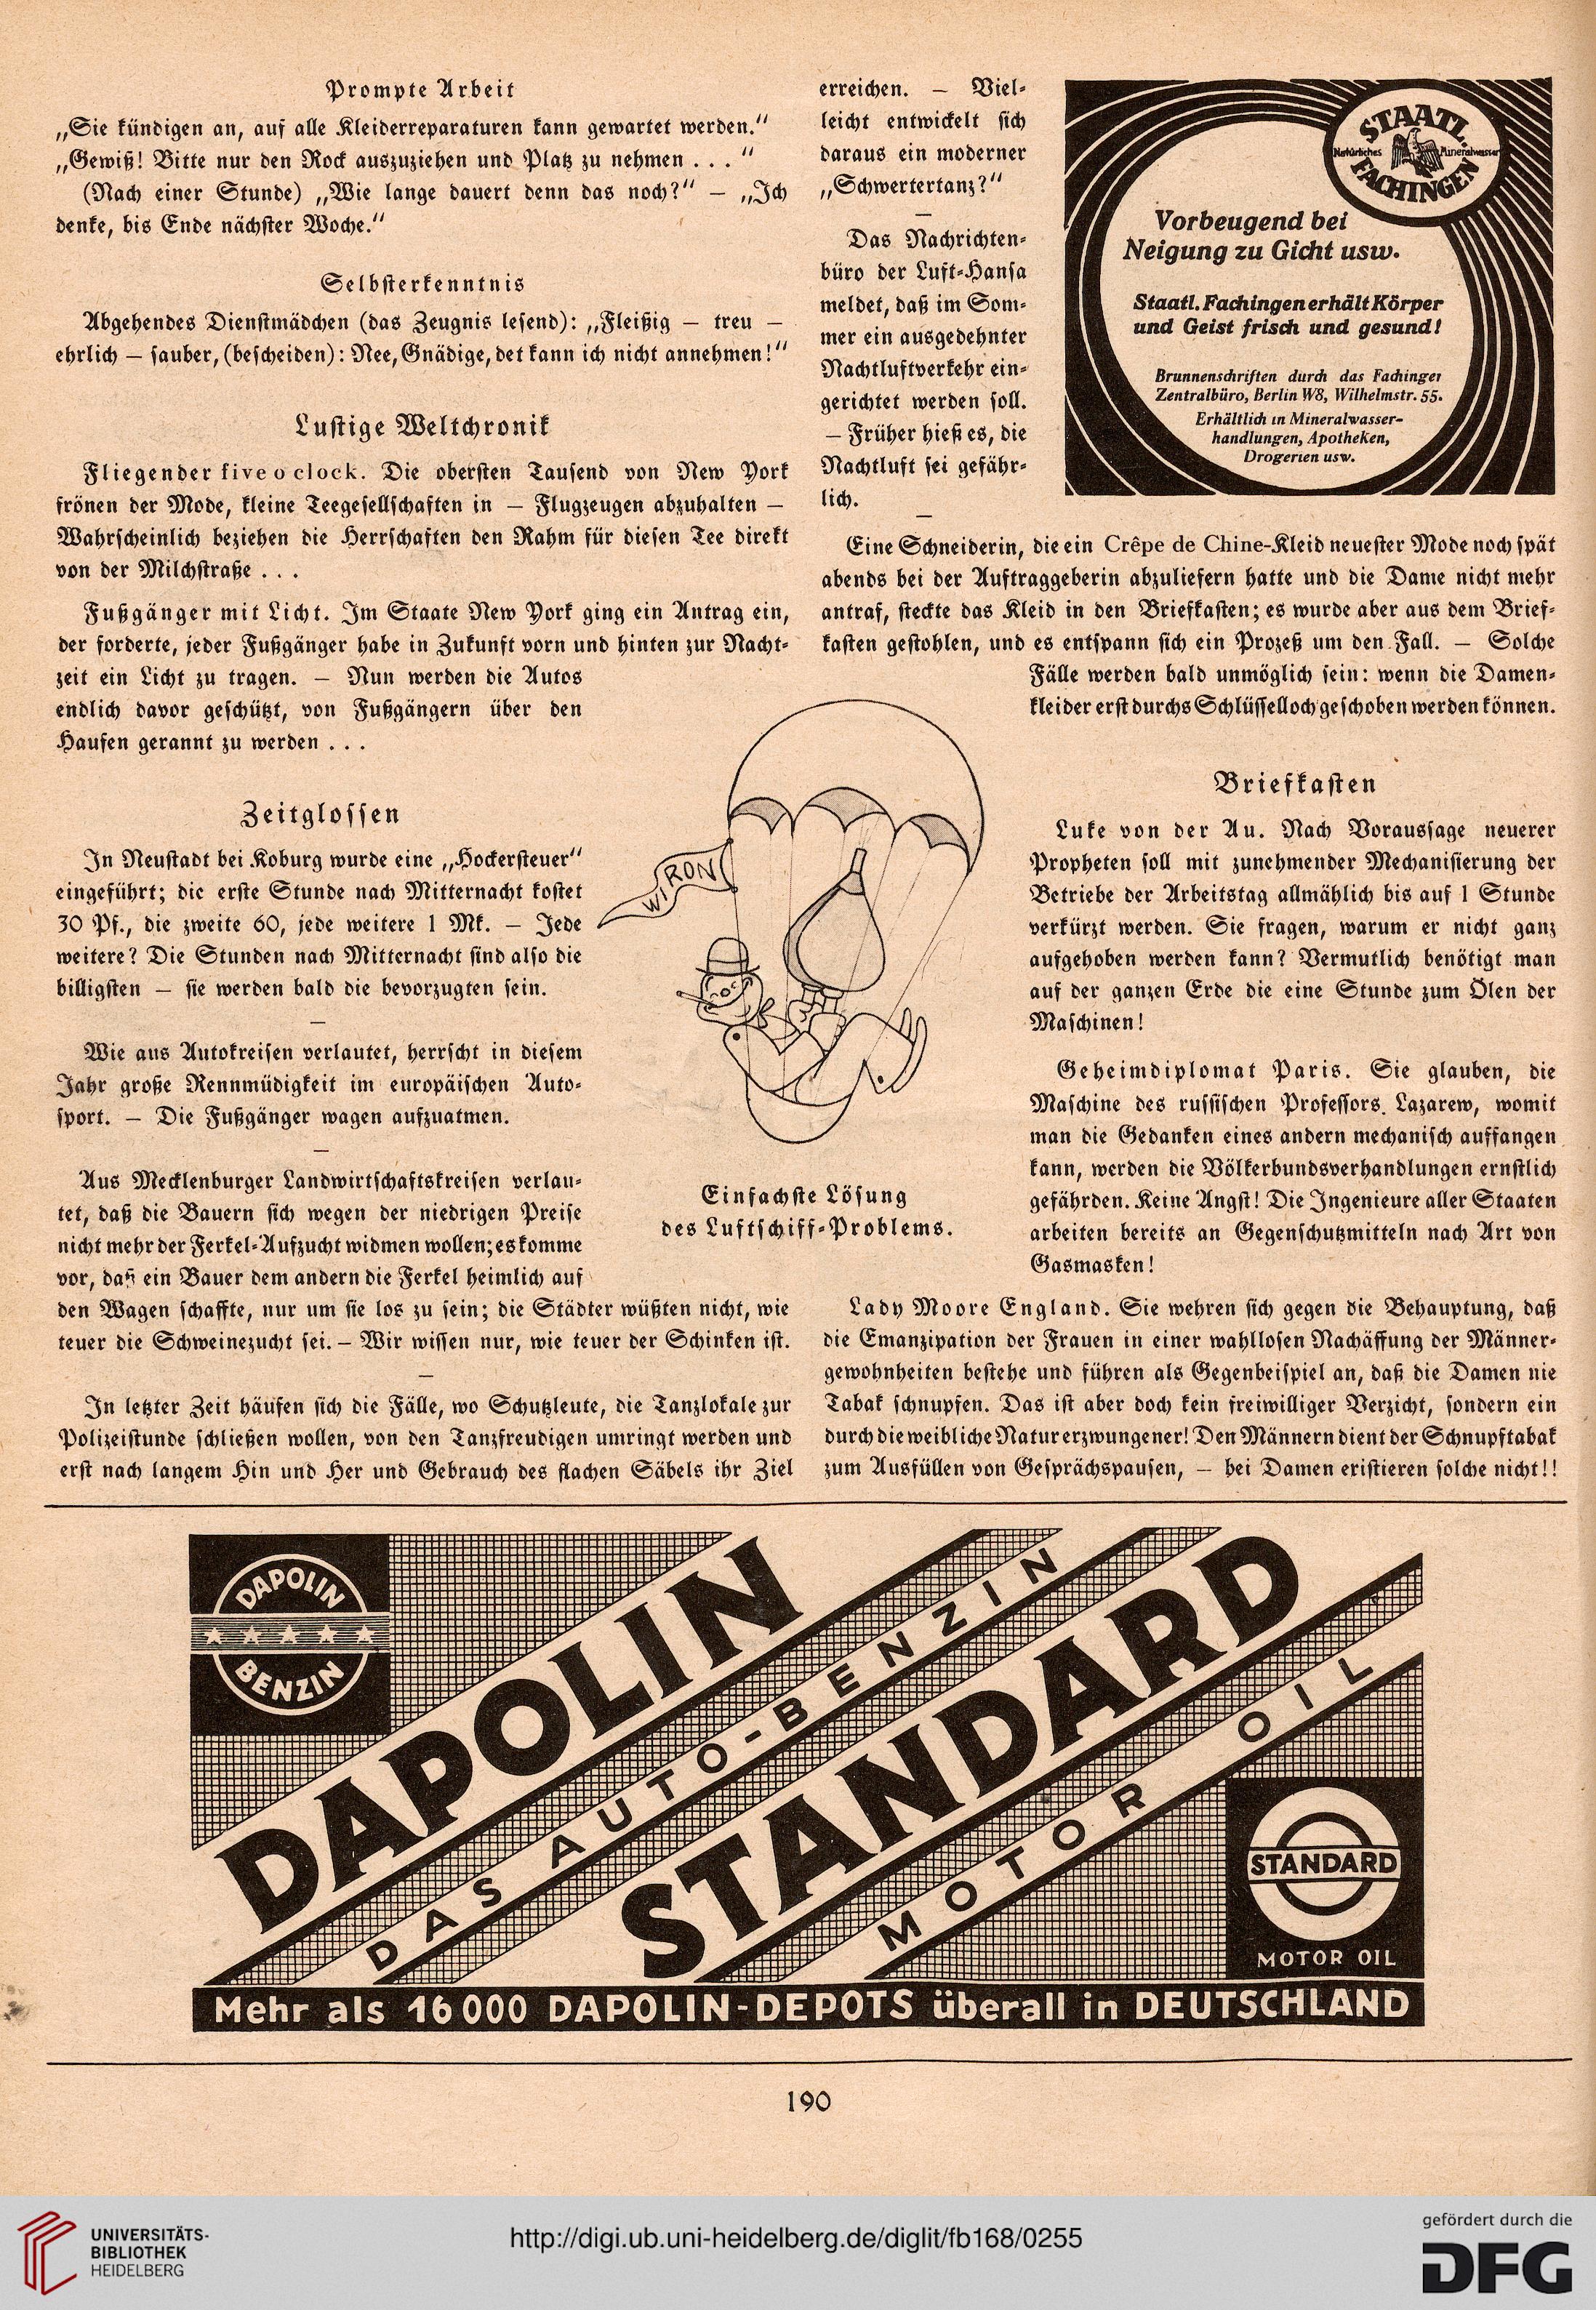 Prompte Arbeit
„Sie kündigen an, auf alle Kleiderreparaturen kann gewartet werden.“
„Gewiß! Bitte nur den Rock auszuziehen und Platz zu nehmen . . . “
(Nach einer Stunde) „Wie lange dauert denn das noch?“ — „Ich
denke, bis Ende nächster Woche.“
Selbsterkenntnis
Abgehendes Dienstmädchen (das Zeugnis lesend): „Fleißig — treu —
ehrlich — sauber, (bescheiden): Nee, Gnädige, det kann ich nicht annehmen!“
Lustige Weltchronik
Fliegender five o clock. Die obersten Tausend von New York
frönen der Mode, kleine Teegesellschaften in — Flugzeugen abzuhalten —
Wahrscheinlich beziehen die Herrschaften den Rahm für diesen Tee direkt
von der Milchstraße . . .
Fußgänger mit Licht. Im Staate New York ging ein Antrag ein,
der forderte, jeder Fußgänger habe in Zukunft vorn und hinten zur Nacht-
zeit ein Licht zu tragen. — Nun werden die Autos
endlich davor geschützt, von Fußgängern über den
Haufen gerannt zu werden . . .
Zeitglossen
In Neustadt bei Koburg wurde eine „Hockersteuer“
eingeführt; die erste Stunde nach Mitternacht kostet
30 Pf., die zweite 60, jede weitere 1 Mk. — Jede
weitere? Die Stunden nach Mitternacht sind also die
billigsten — sie werden bald die bevorzugten sein.
—
Wie aus Autokreisen verlautet, herrscht in diesem
Jahr große Rennmüdigkeit im europäischen Auto-
sport. — Die Fußgänger wagen aufzuatmen.
—
Aus Mecklenburger Landwirtschaftskreisen verlau-
tet, daß die Bauern sich wegen der niedrigen Preise
nicht mehr der Ferkel-Aufzucht widmen wollen; es komme
vor, daß ein Bauer dem andern die Ferkel heimlich auf
den Wagen schaffte, nur um sie los zu sein; die Städter wüßten nicht, wie
teuer die Schweinezucht sei. — Wir wissen nur, wie teuer der Schinken ist.
—
In letzter Zeit häufen sich die Fälle, wo Schutzleute, die Tanzlokale zur
Polizeistunde schließen wollen, von den Tanzfreudigen umringt werden und
erst nach langem Hin und Her und Gebrauch des flachen Säbels ihr Ziel
erreichen. — Viel-
leicht entwickelt sich
daraus ein moderner
„Schwertertanz?“
—
Das Nachrichten-
büro der Luft-Hansa
meldet, daß im Som-
mer ein ausgedehnter
Nachtluftverkehr ein-
gerichtet werden soll.
— Früher hieß es, die
Nachtluft sei gefähr-
lich.
—
STAATL.
Natürliches Mineralwasser
FACHINGEN
Vorbeugend bei
Neigung zu Gicht usw.
Staatl. Fachingen erhält Körper
und Geist frisch und gesund!
Brunnenschriften durch das Fachinger
Zentralbüro, Berlin W8, Wilhelmstr. 55.
Erhältlich in Mineralwasser-
handlungen, Apotheken,
Drogerien usw.
Eine Schneiderin, die ein Crêpe de Chine-Kleid neuester Mode noch spät
abends bei der Auftraggeberin abzuliefern hatte und die Dame nicht mehr
antraf, steckte das Kleid in den Briefkasten; es wurde aber aus dem Brief-
kasten gestohlen, und es entspann sich ein Prozeß um den Fall. — Solche
Fälle werden bald unmöglich sein: wenn die Damen-
kleider erst durchs Schlüsselloch geschoben werden können.
WIRON
Einfachste Lösung
des Luftschiff-Problems.
Briefkasten
Luke von der Au. Nach Voraussage neuerer
Propheten soll mit zunehmender Mechanisierung der
Betriebe der Arbeitstag allmählich bis auf 1 Stunde
verkürzt werden. Sie fragen, warum er nicht ganz
aufgehoben werden kann? Vermutlich benötigt man
auf der ganzen Erde die eine Stunde zum Ölen der
Maschinen!
Geheimdiplomat Paris. Sie glauben, die
Maschine des russischen Professors Lazarew, womit
man die Gedanken eines andern mechanisch auffangen
kann, werden die Völkerbundsverhandlungen ernstlich
gefährden. Keine Angst! Die Ingenieure aller Staaten
arbeiten bereits an Gegenschutzmitteln nach Art von
Gasmasken!
Lady Moore England. Sie wehren sich gegen die Behauptung, daß
die Emanzipation der Frauen in einer wahllosen Nachäffung der Männer-
gewohnheiten bestehe und führen als Gegenbeispiel an, daß die Damen nie
Tabak schnupfen. Das ist aber doch kein freiwilliger Verzicht, sondern ein
durch die weibliche Natur erzwungener! Den Männern dient der Schnupftabak
zum Ausfüllen von Gesprächspausen, — bei Damen existieren solche nicht!!
DAPOLIN
BENZIN
DAPOLIN
DAS AUTO-BENZIN
STANDARD
MOTOR OIL
STANDARD
MOTOR OIL
Mehr als 16000 DAPOLIN-DEPOTS überall in DEUTSCHLAND
190
UNIVERSITÄTS-
BIBLIOTHEK
HEIDELBERG
http://digi.ub.uni-heidelberg.de/diglit/fb168/0255
gefördert durch die
DFG